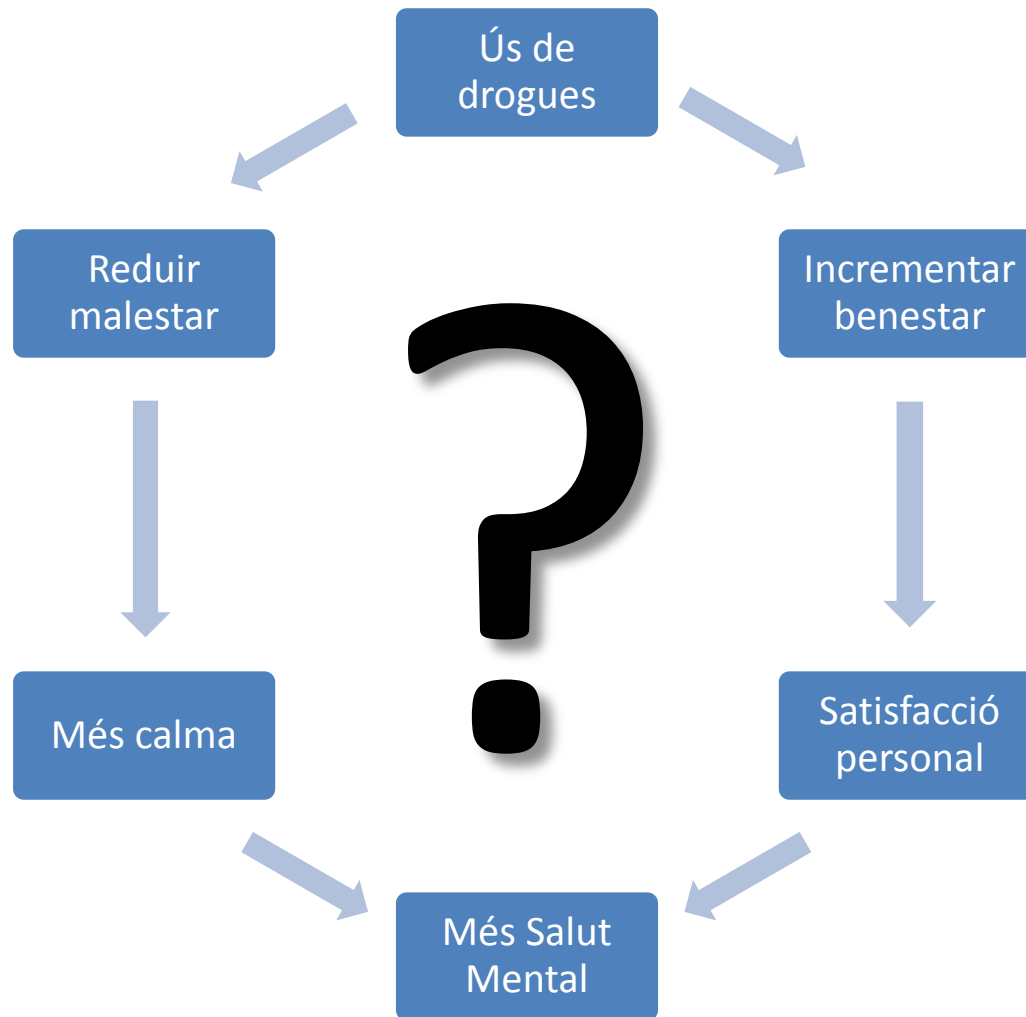 Ús de
drogues
Reduir
malestar
Incrementar
benestar
?
Més calma
Satisfacció
personal
Més Salut
Mental